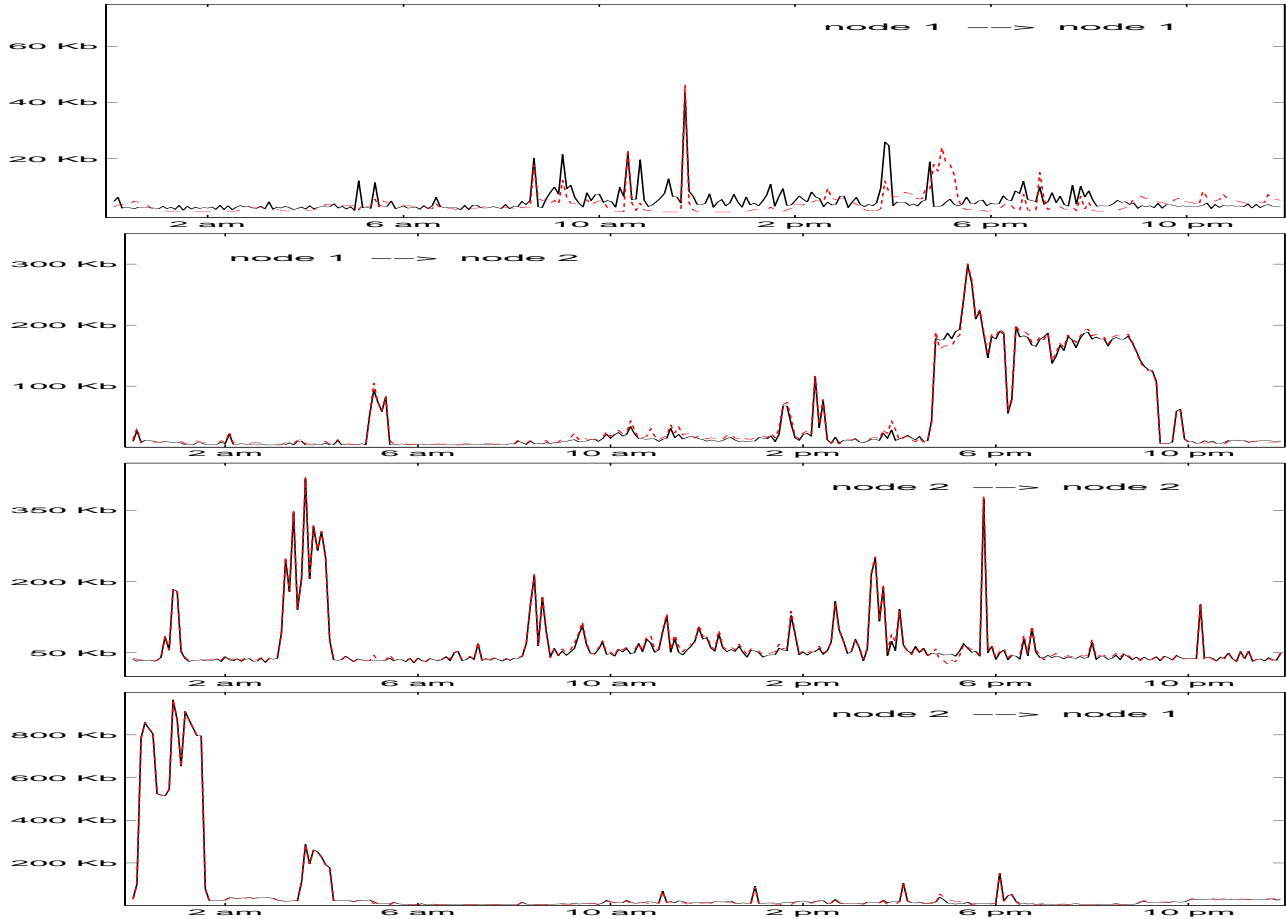 node 1 ---> node 1
60 Kb
40 Kb
20 Kb
2 am 6 am 10 am 2 pm 6 pm 10 pm
node 1 ---> node 2
300 Kb
200 Kb
100 Kb
2 am 6 am 10 am 2 pm 6 pm 10 pm
node 2 ---> node 2
350 Kb
200 Kb
50 Kb
2 am 6 am 10 am 2 pm 6 pm 10 pm
node 2 ---> node 1
800 Kb
600 Kb
400 Kb
200 Kb
2 am 6 am 10 am 2 pm 6 pm 10 pm